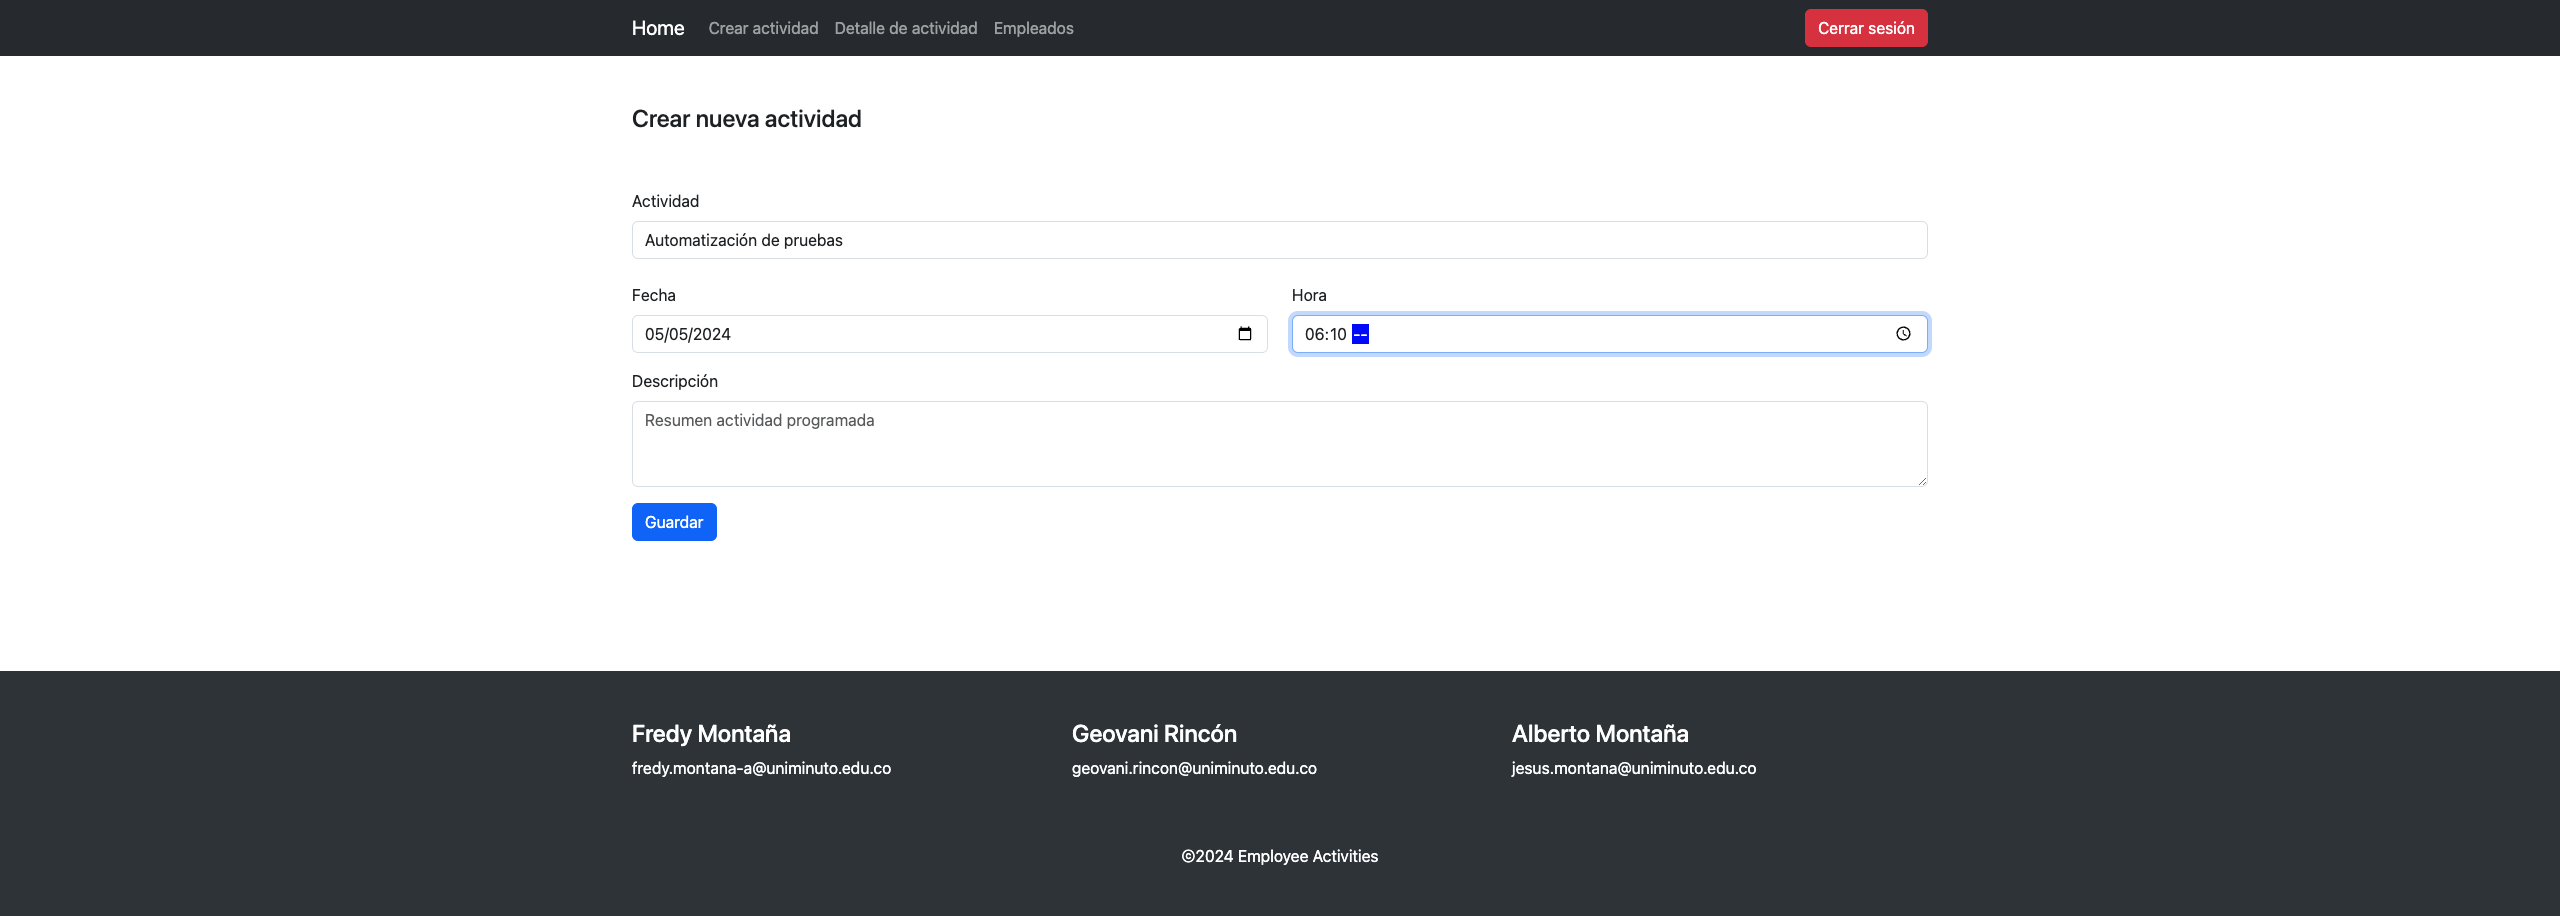 Home Crear actividad Detalle de actividad Empleados Cerrar sesión
Crear nueva actividad
Actividad
Automatización de pruebas
Fecha Hora
05/05/2024 06:10 --
Descripción
Resumen actividad programada
Guardar
Fredy Montaña Geovani Rincón Alberto Montaña
fredy.montana-a@uniminuto.edu.co geovani.rincon@uniminuto.edu.co jesus.montana@uniminuto.edu.co
©2024 Employee Activities